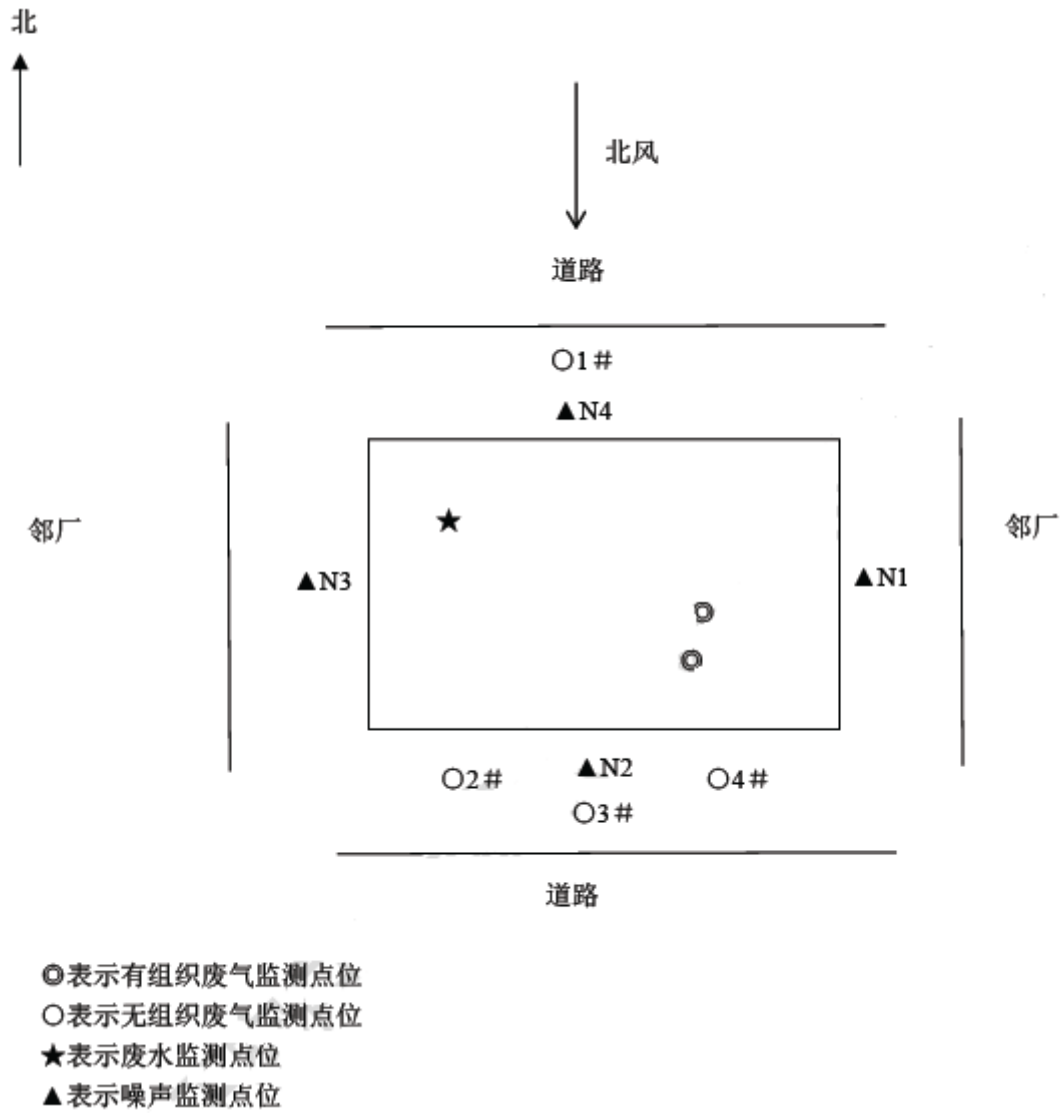 北
北风
道路
○1#
▲N4
邻厂
邻厂
▲N3
▲N1
▲N2
○2#
○4#
○3#
道路
◎表示有组织废气监测点位
○表示无组织废气监测点位
★表示废水监测点位
▲表示噪声监测点位